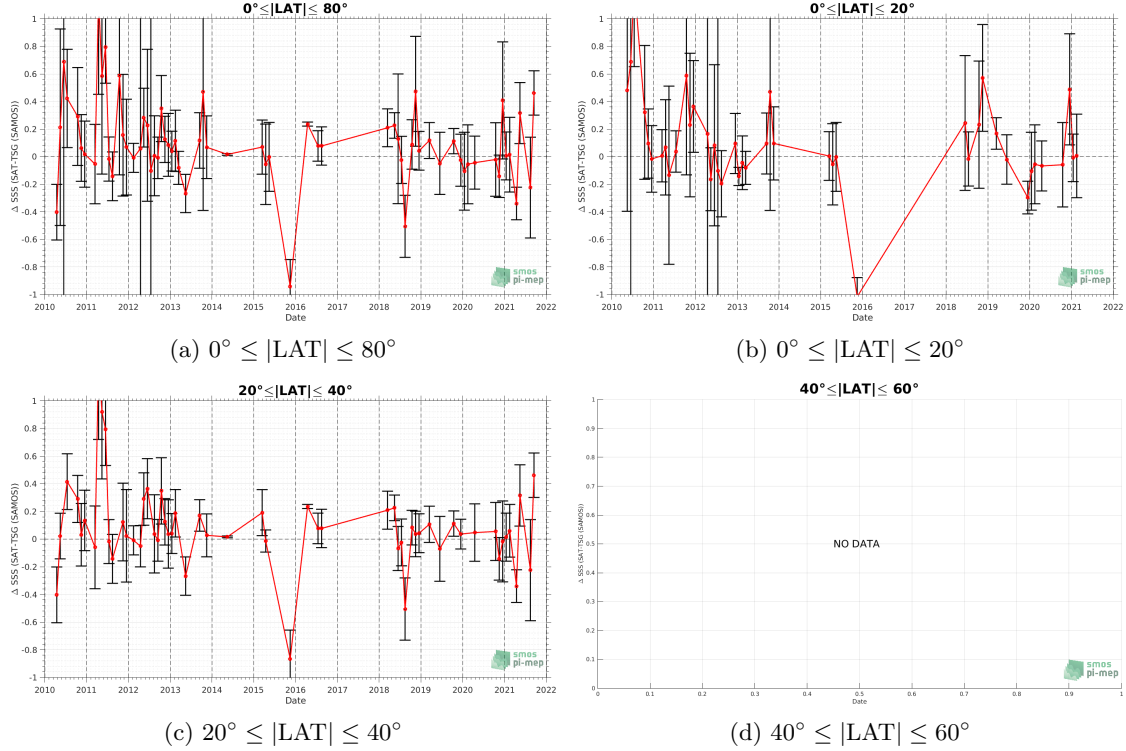 0°≤|LAT|≤ 80°
Δ SSS (SAT-TSG (SAMOS))
1
0.8
0.6
0.4
0.2
0
-0.2
-0.4
-0.6
-0.8
-1
2010 2011 2012 2013 2014 2015 2016 2017 2018 2019 2020 2021 2022
Date
smos
pi-mep
(a) 0° ≤ |LAT| ≤ 80°
0°≤|LAT|≤ 20°
Δ SSS (SAT-TSG (SAMOS))
1
0.8
0.6
0.4
0.2
0
-0.2
-0.4
-0.6
-0.8
-1
2010 2011 2012 2013 2014 2015 2016 2017 2018 2019 2020 2021 2022
Date
smos
pi-mep
(b) 0° ≤ |LAT| ≤ 20°
20°≤|LAT|≤ 40°
Δ SSS (SAT-TSG (SAMOS))
1
0.8
0.6
0.4
0.2
0
-0.2
-0.4
-0.6
-0.8
-1
2010 2011 2012 2013 2014 2015 2016 2017 2018 2019 2020 2021 2022
Date
smos
pi-mep
(c) 20° ≤ |LAT| ≤ 40°
40°≤|LAT|≤ 60°
Δ SSS (SAT-TSG (SAMOS))
1
0.9
0.8
0.7
0.6
0.5
0.4
0.3
0.2
0.1
0
NO DATA
0 0.1 0.2 0.3 0.4 0.5 0.6 0.7 0.8 0.9 1
Date
smos
pi-mep
(d) 40° ≤ |LAT| ≤ 60°